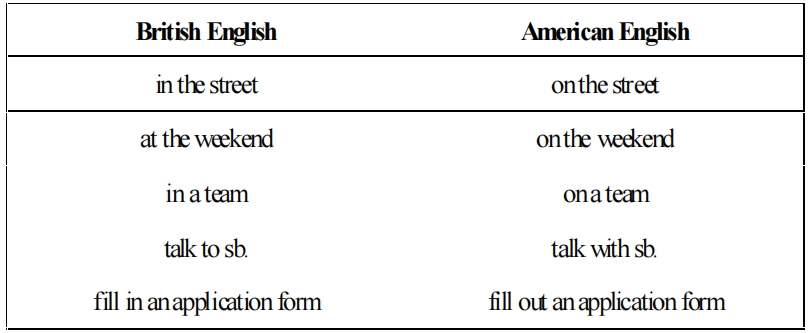 British English American English
in the street on the street
at the weekend on the weekend
in a team on a team
talk to sb. talk with sb.
fill in an application form fill out an application form